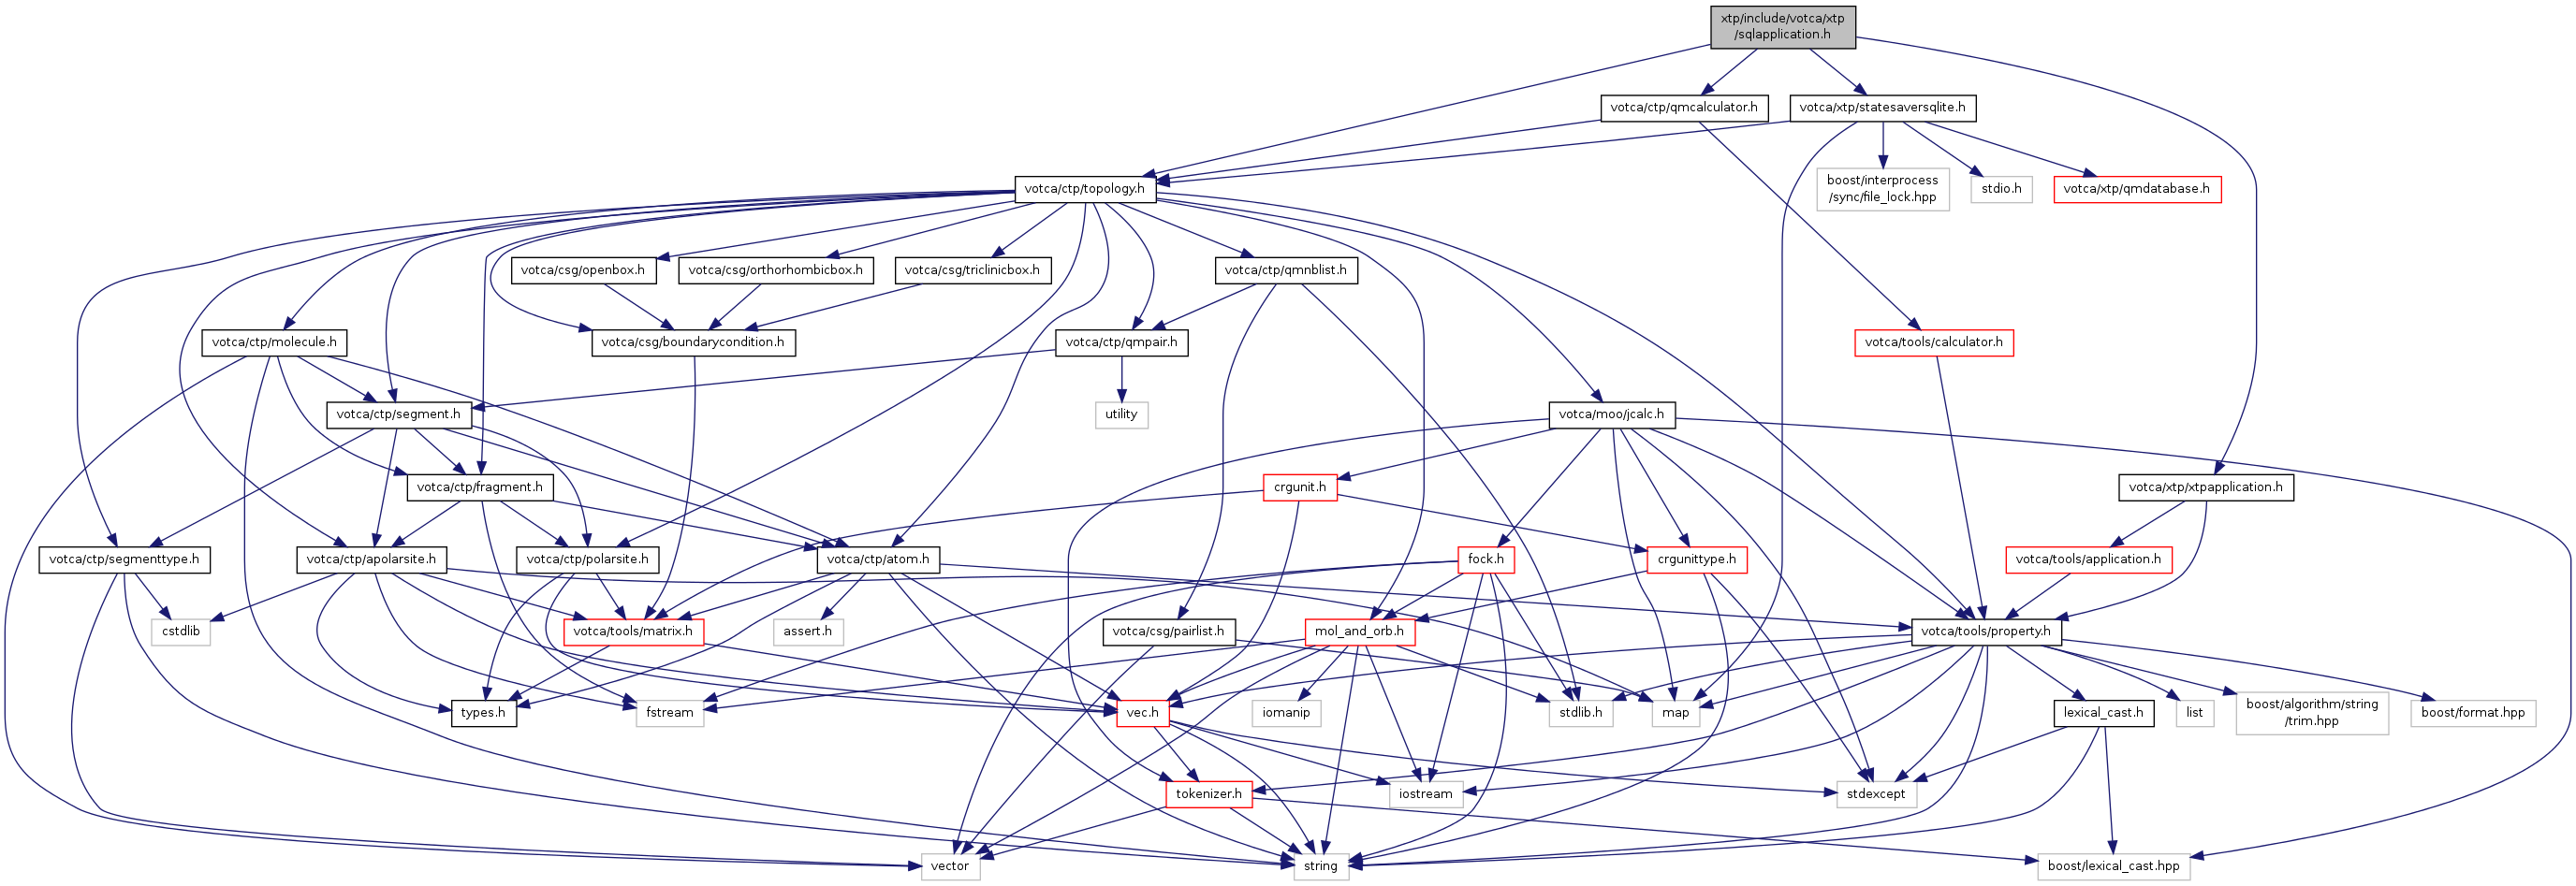 xtp/include/votca/xtp
/sqlapplication.h
votca/ctp/qmcalculator.h
votca/xtp/statesaversqlite.h
votca/ctp/topology.h
boost/interprocess
/sync/file_lock.hpp
stdio.h
votca/xtp/qmdatabase.h
votca/csg/openbox.h
votca/csg/orthorhombicbox.h
votca/csg/triclinicbox.h
votca/ctp/qmnblist.h
votca/ctp/molecule.h
votca/csg/boundarycondition.h
votca/ctp/qmpair.h
votca/tools/calculator.h
votca/ctp/segment.h
utility
votca/moo/jcalc.h
votca/ctp/fragment.h
crgunit.h
votca/xtp/xtpapplication.h
votca/ctp/segmenttype.h
votca/ctp/apolarsite.h
votca/ctp/polarsite.h
votca/ctp/atom.h
fock.h
crgunittype.h
votca/tools/application.h
cstdlib
votca/tools/matrix.h
assert.h
votca/csg/pairlist.h
mol_and_orb.h
votca/tools/property.h
types.h
fstream
vec.h
iomanip
stdlib.h
map
lexical_cast.h
list
boost/algorithm/string
/trim.hpp
boost/format.hpp
tokenizer.h
iostream
stdexcept
vector
string
boost/lexical_cast.hpp